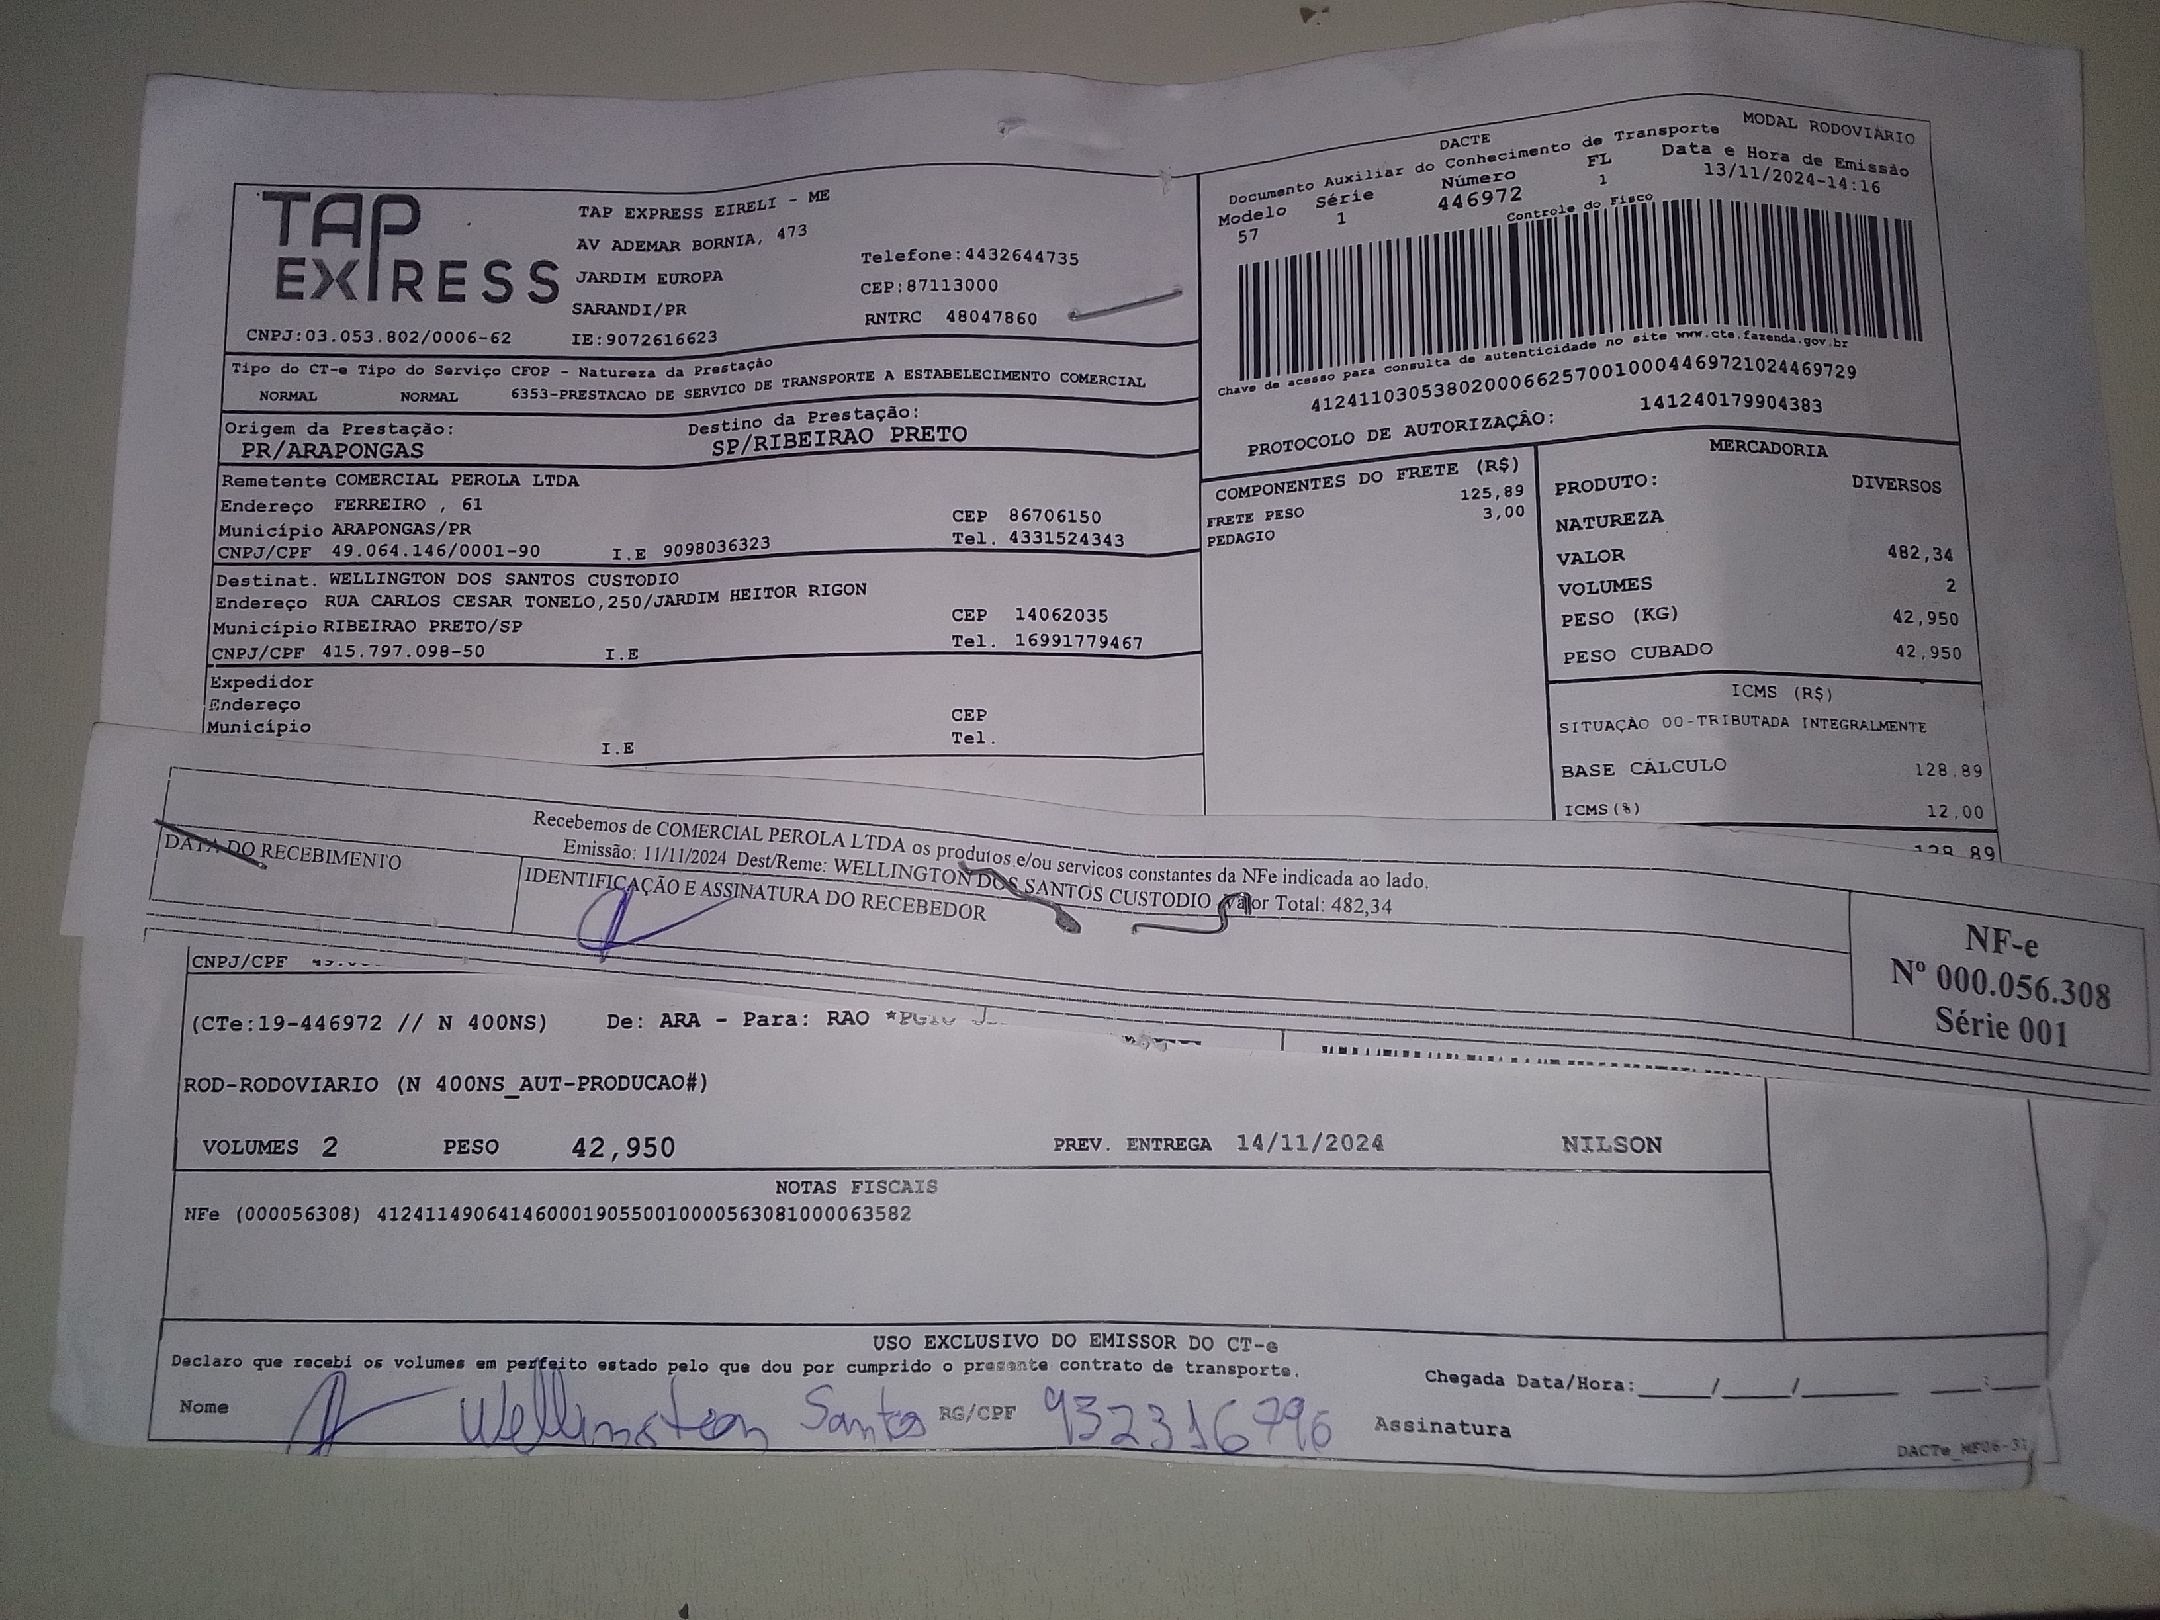 TAP EXPRESS
TAP EXPRESS EIRELI - ME
AV ADEMAR BORNIA, 473
JARDIM EUROPA
SARANDI/PR
Telefone:4432644735
CEP:87113000
RNTRC 48047860
CNPJ:03.053.802/0006-62 IE:9072616623
Tipo do CT-e Tipo do Serviço CFOP - Natureza da Prestação
NORMAL NORMAL 6353-PRESTACAO DE SERVICO DE TRANSPORTE A ESTABELECIMENTO COMERCIAL
Origem da Prestação: Destino da Prestação:
PR/ARAPONGAS SP/RIBEIRAO PRETO
Remetente COMERCIAL PEROLA LTDA
Endereço FERREIRO , 61 CEP 86706150
Município ARAPONGAS/PR Tel. 4331524343
CNPJ/CPF 49.064.146/0001-90 I.E 9098036323
Destinat. WELLINGTON DOS SANTOS CUSTODIO
Endereço RUA CARLOS CESAR TONELO,250/JARDIM HEITOR RIGON CEP 14062035
Município RIBEIRAO PRETO/SP Tel. 16991779467
CNPJ/CPF 415.797.098-50 I.E
Expedidor
Endereço CEP
Município Tel.
I.E
DACTE MODAL RODOVIÁRIO
Documento Auxiliar do Conhecimento de Transporte Data e Hora de Emissão
Modelo Série Número FL 13/11/2024-14:16
57 1 446972 1
Controle do Fisco
Chave de acesso para consulta de autenticidade no site www.cte.fazenda.gov.br
41241103053802000662570010004469721024469729
PROTOCOLO DE AUTORIZAÇÃO: 141240179904383
COMPONENTES DO FRETE (R$)
FRETE PESO 125,89
PEDAGIO 3,00
MERCADORIA
PRODUTO: DIVERSOS
NATUREZA
VALOR 482,34
VOLUMES 2
PESO (KG) 42,950
PESO CUBADO 42,950
ICMS (R$)
SITUAÇÃO 00-TRIBUTADA INTEGRALMENTE
BASE CÁLCULO 128,89
ICMS(%) 12,00
128,89
Recebemos de COMERCIAL PEROLA LTDA os produtos e/ou serviços constantes da NFe indicada ao lado.
Emissão: 11/11/2024 Dest/Reme: WELLINGTON DOS SANTOS CUSTODIO Valor Total: 482,34
DATA DO RECEBIMENTO IDENTIFICAÇÃO E ASSINATURA DO RECEBEDOR
NF-e
Nº 000.056.308
Série 001
CNPJ/CPF
(CTe:19-446972 // N 400NS) De: ARA - Para: RAO
ROD-RODOVIARIO (N 400NS_AUT-PRODUCAO#)
VOLUMES 2 PESO 42,950 PREV. ENTREGA 14/11/2024 NILSON
NOTAS FISCAIS
NFe (000056308) 41241149064146000190550010000563081000063582
USO EXCLUSIVO DO EMISSOR DO CT-e
Declaro que recebi os volumes em perfeito estado pelo que dou por cumprido o presente contrato de transporte.
Chegada Data/Hora:____/____/_____ ___:___
Nome Wellington Santos RG/CPF 932316796 Assinatura